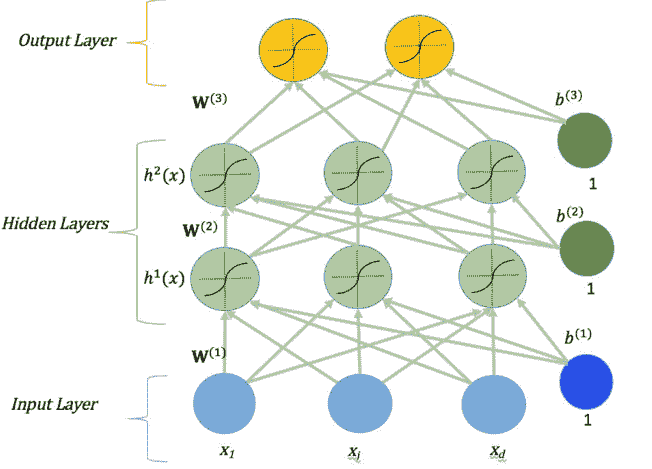 Output Layer
W(3)
b(3)
1
h²(x)
Hidden Layers
W(2)
b(2)
1
h¹(x)
b(1)
W(1)
1
Input Layer
x₁
xⱼ
x_d